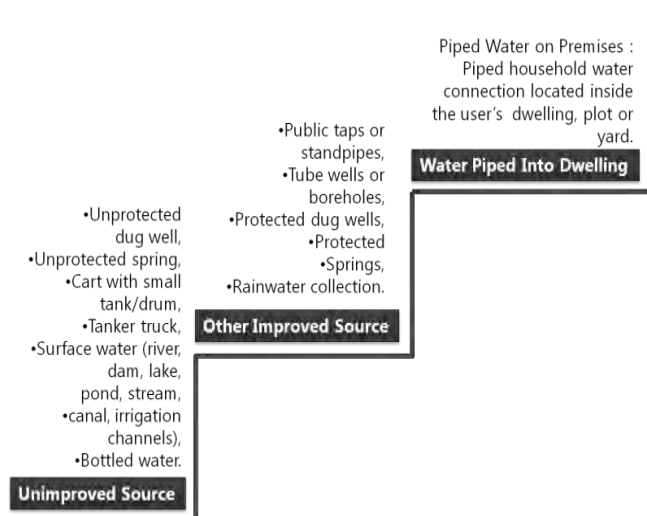 Piped Water on Premises :
Piped household water
connection located inside
the user's dwelling, plot or
yard.
Water Piped Into Dwelling
•Public taps or
standpipes,
•Tube wells or
boreholes,
•Protected dug wells,
•Protected
•Springs,
•Rainwater collection.
Other Improved Source
•Unprotected
dug well,
•Unprotected spring,
•Cart with small
tank/drum,
•Tanker truck,
•Surface water (river,
dam, lake,
pond, stream,
•canal, irrigation
channels),
•Bottled water.
Unimproved Source